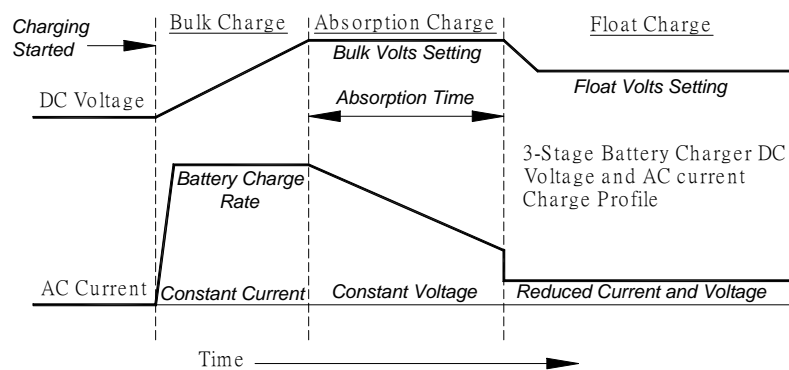 Charging
Started
Bulk Charge
Absorption Charge
Float Charge
Bulk Volts Setting
Float Volts Setting
DC Voltage
Absorption Time
3-Stage Battery Charger DC
Voltage and AC current
Charge Profile
Battery Charge
Rate
AC Current
Constant Current
Constant Voltage
Reduced Current and Voltage
Time